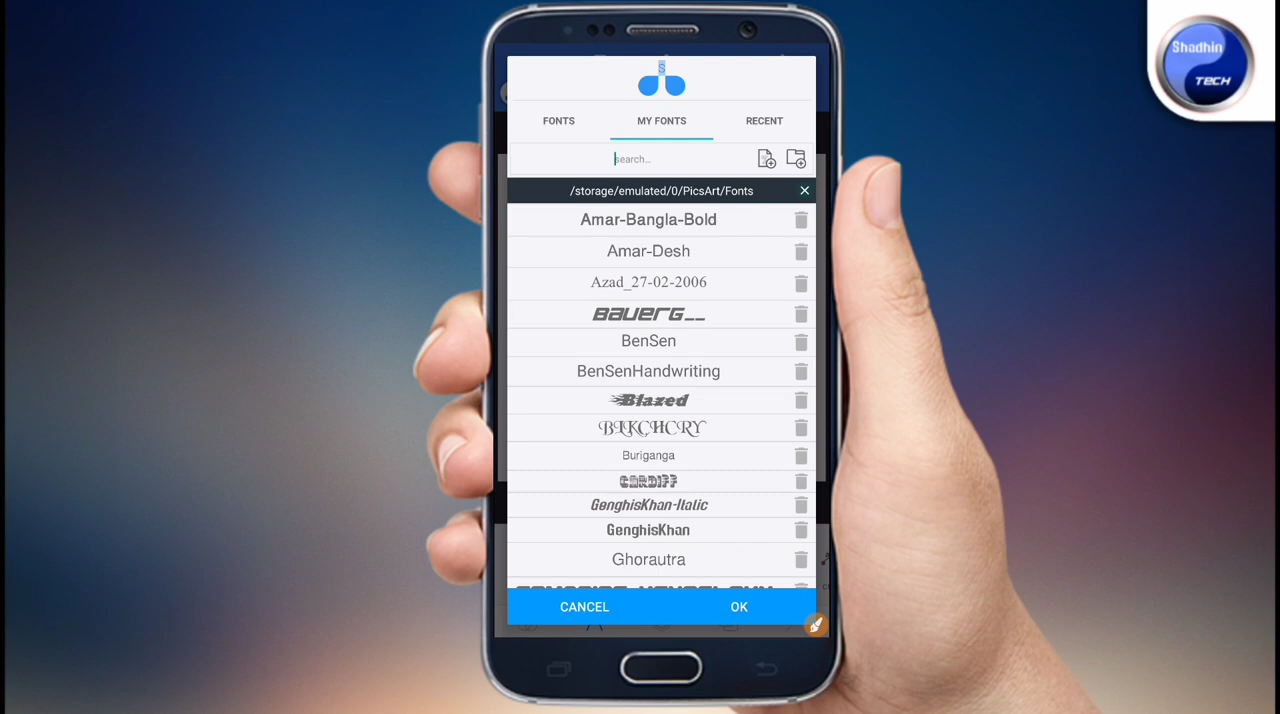 Shadhin
TECH
S
FONTS
MY FONTS
RECENT
search...
/storage/emulated/0/PicsArt/Fonts
Amar-Bangla-Bold
Amar-Desh
Azad_27-02-2006
BAUERG__
BenSen
BenSenHandwriting
Blazed
BLKCHCRY
Buriganga
CARDIFF
GenghisKhan-Italic
GenghisKhan
Ghorautra
CANCEL
OK